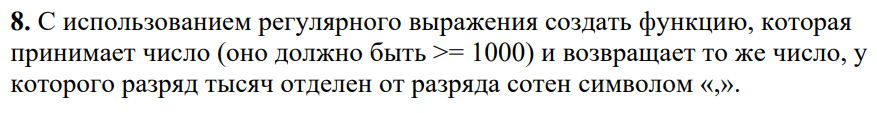 8. С использованием регулярного выражения создать функцию, которая
принимает число (оно должно быть >= 1000) и возвращает то же число, у
которого разряд тысяч отделен от разряда сотен символом «,».